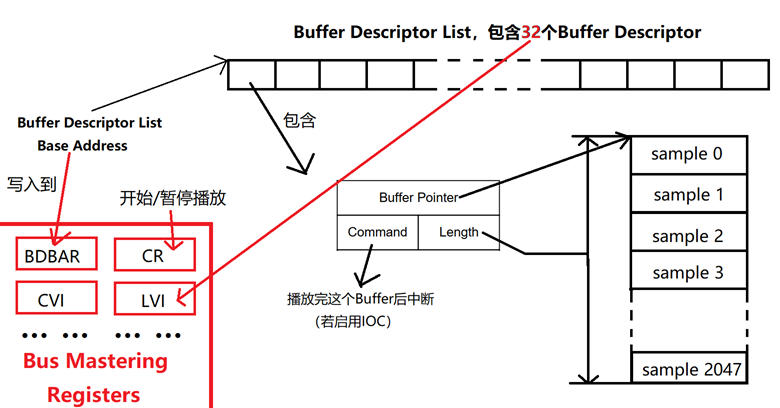 Buffer Descriptor List，包含32个Buffer Descriptor
Buffer Descriptor List
Base Address
包含
写入到
开始/暂停播放
Buffer Pointer
Command
Length
sample 0
sample 1
sample 2
sample 3
sample 2047
BDBAR
CR
CVI
LVI
... ...
... ...
Bus Mastering
Registers
播放完这个Buffer后中断
（若启用IOC）